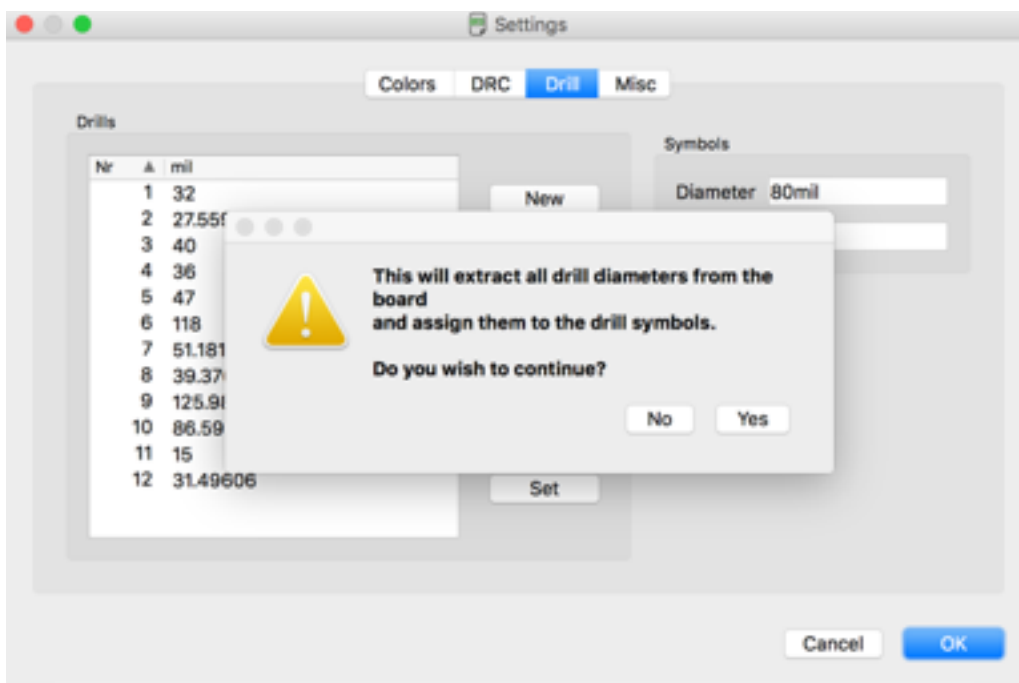 Settings
Colors DRC Drill Misc
Drills
Nr mil
1 32
2
3 40
4 36
5 47
6 118
7
8
9
10
11 15
12 31.49606
New
Set
Symbols
Diameter 80mil
This will extract all drill diameters from the
board
and assign them to the drill symbols.
Do you wish to continue?
No Yes
Cancel OK